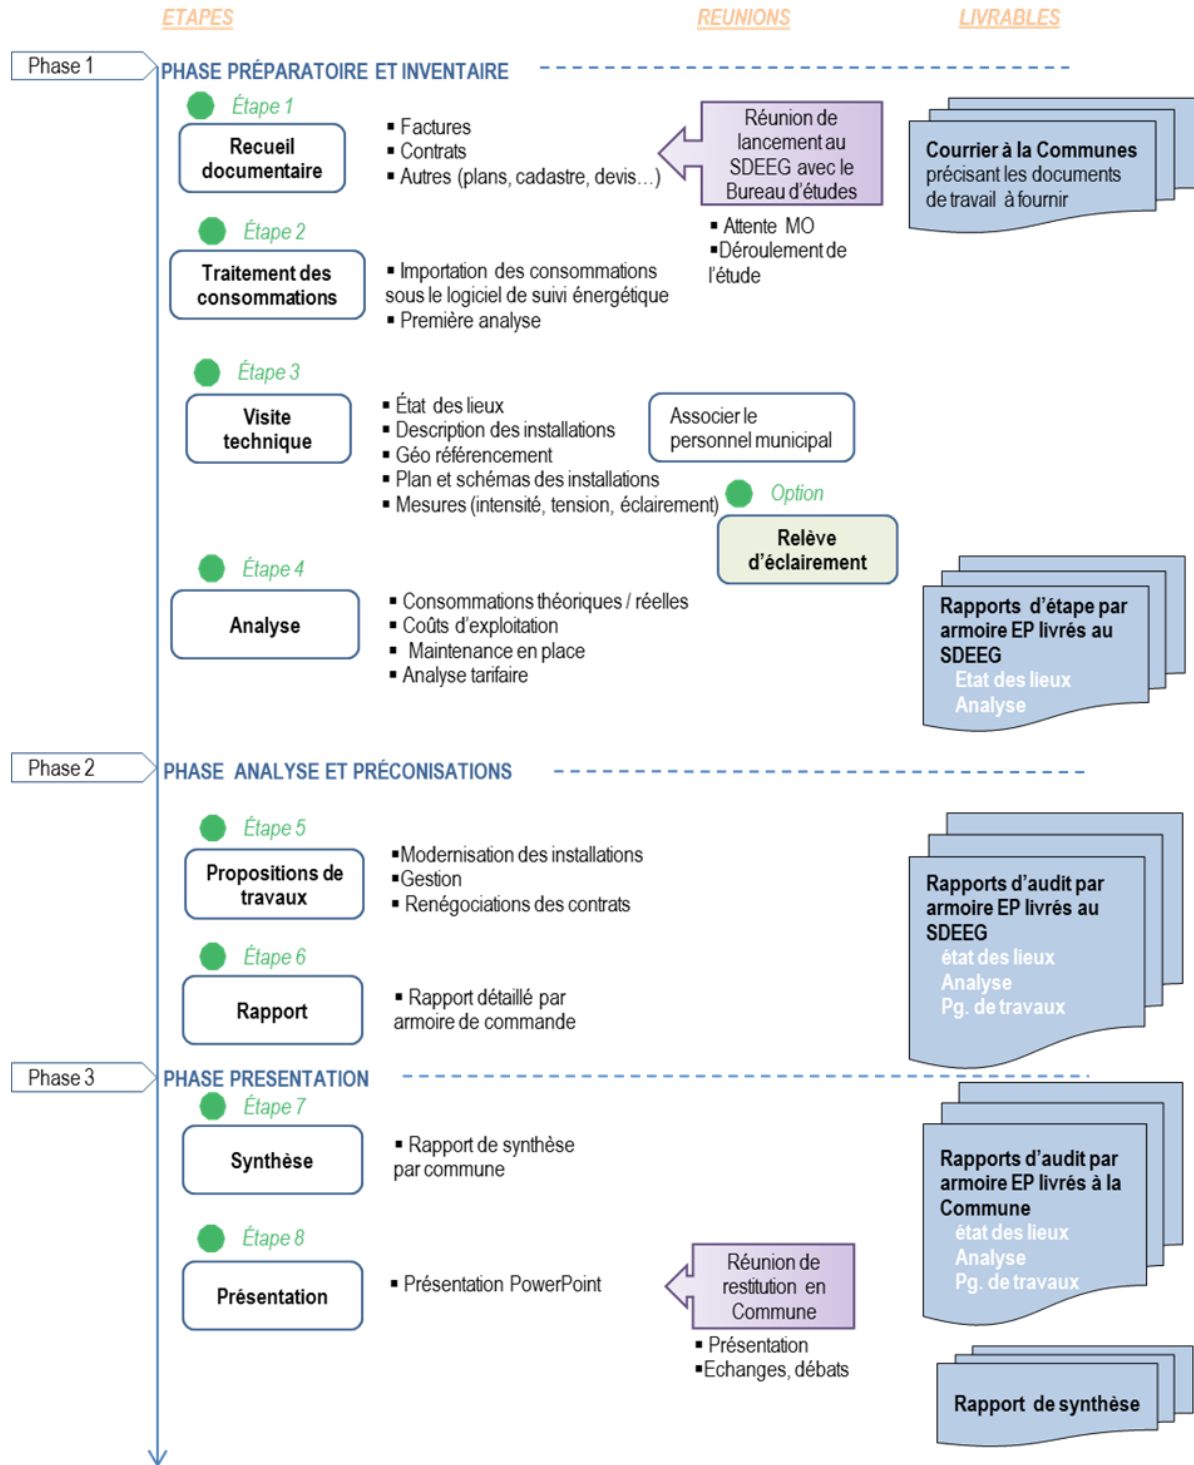 ETAPES
REUNIONS
LIVRABLES
Phase 1
PHASE PRÉPARATOIRE ET INVENTAIRE
Étape 1
Recueil
documentaire
▪ Factures
▪ Contrats
▪ Autres (plans, cadastre, devis…)
Réunion de
lancement au
SDEEG avec le
Bureau d’études
▪ Attente MO
▪Déroulement de
l’étude
Courrier à la Communes
précisant les documents
de travail à fournir
Étape 2
Traitement des
consommations
▪ Importation des consommations
sous le logiciel de suivi énergétique
▪ Première analyse
Étape 3
Visite
technique
▪ État des lieux
▪ Description des installations
▪ Géo référencement
▪ Plan et schémas des installations
▪ Mesures (intensité, tension, éclairement)
Associer le
personnel municipal
Option
Relève
d’éclairement
Étape 4
Analyse
▪ Consommations théoriques / réelles
▪ Coûts d’exploitation
▪ Maintenance en place
▪ Analyse tarifaire
Rapports d’étape par
armoire EP livrés au
SDEEG
Etat des lieux
Analyse
Phase 2
PHASE ANALYSE ET PRÉCONISATIONS
Étape 5
Propositions de
travaux
▪Modernisation des installations
▪Gestion
▪ Renégociations des contrats
Rapports d’audit par
armoire EP livrés au
SDEEG
état des lieux
Analyse
Pg. de travaux
Étape 6
Rapport
▪ Rapport détaillé par
armoire de commande
Phase 3
PHASE PRESENTATION
Étape 7
Synthèse
▪ Rapport de synthèse
par commune
Rapports d’audit par
armoire EP livrés à la
Commune
état des lieux
Analyse
Pg. de travaux
Étape 8
Présentation
▪ Présentation PowerPoint
Réunion de
restitution en
Commune
▪ Présentation
▪Echanges, débats
Rapport de synthèse